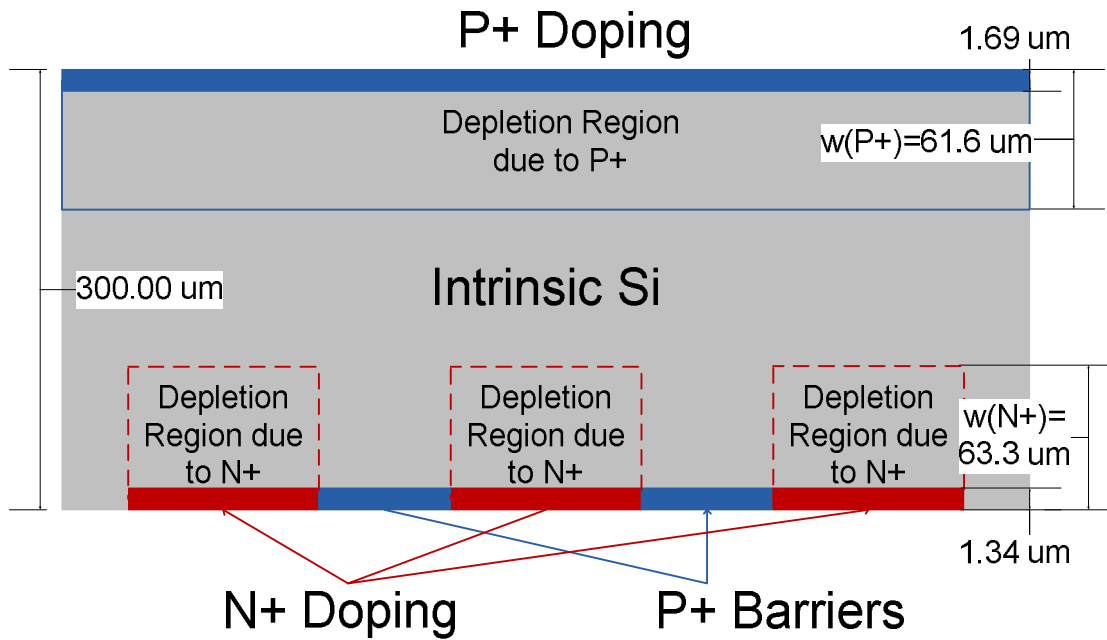 P+ Doping
1.69 um
Depletion Region
due to P+
w(P+)=61.6 um
300.00 um
Intrinsic Si
Depletion
Region due
to N+
Depletion
Region due
to N+
Depletion
Region due
to N+
w(N+)=
63.3 um
1.34 um
N+ Doping
P+ Barriers